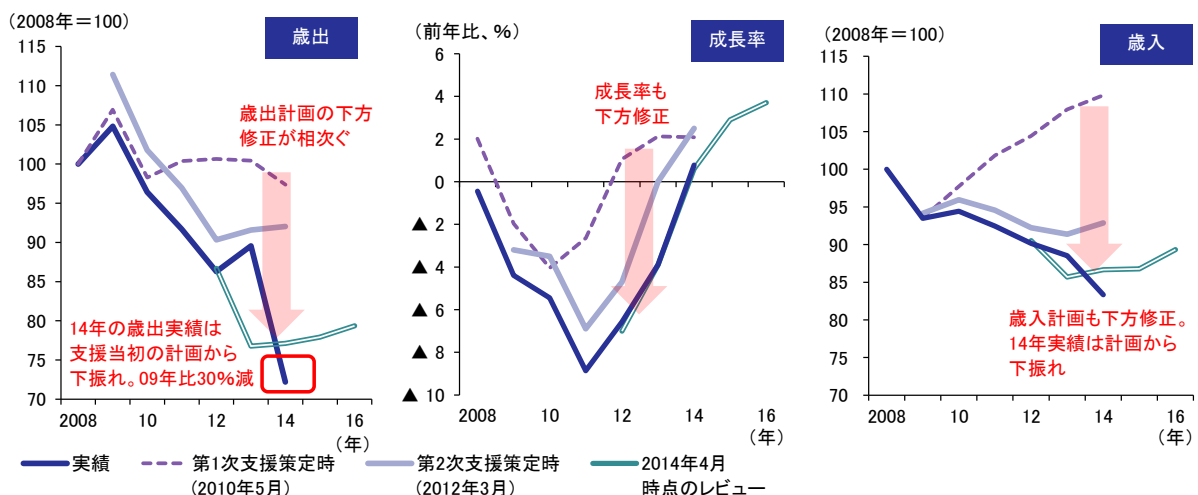 (2008年＝100)
歳出
115
110
105
100
95
90
85
80
75
70
2008
10
12
14
16
(年)
歳出計画の下方
修正が相次ぐ
14年の歳出実績は
支援当初の計画から
下振れ。09年比30％減
(前年比、％)
成長率
6
4
2
0
▲ 2
▲ 4
▲ 6
▲ 8
▲ 10
2008
10
12
14
16
(年)
成長率も
下方修正
(2008年＝100)
歳入
115
110
105
100
95
90
85
80
75
70
2008
10
12
14
16
(年)
歳入計画も下方修正。
14年実績は計画から
下振れ
実績
第1次支援策定時
(2010年5月)
第2次支援策定時
(2012年3月)
2014年4月
時点のレビュー